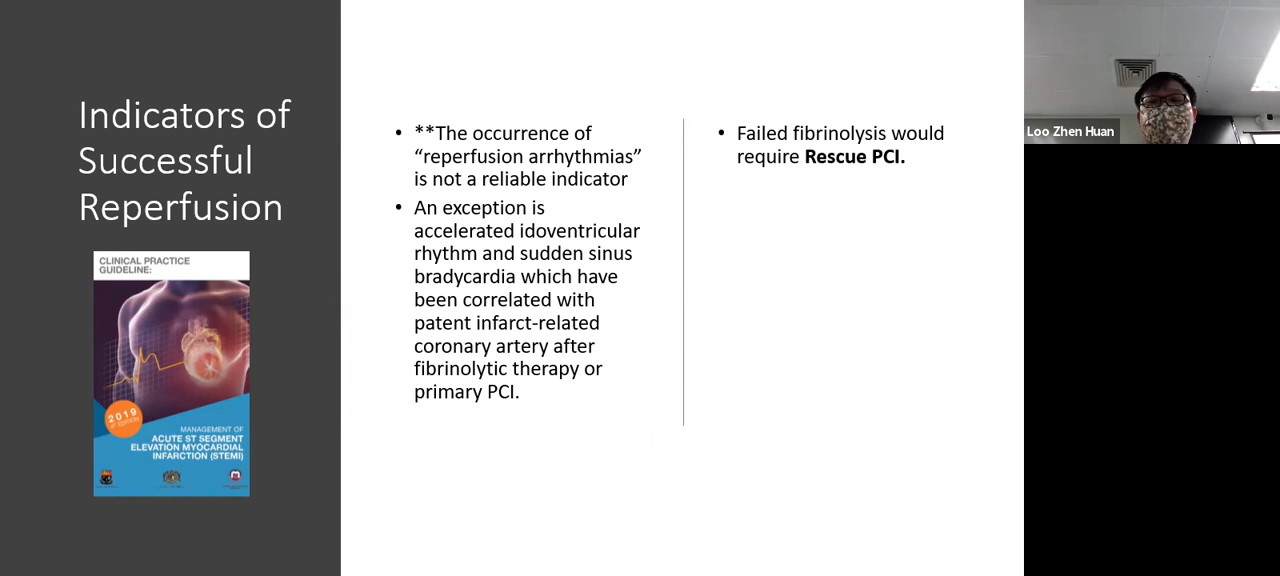 Indicators of
Successful
Reperfusion
CLINICAL PRACTICE
GUIDELINE:
2019
4th EDITION
MANAGEMENT OF
ACUTE ST SEGMENT
ELEVATION MYOCARDIAL
INFARCTION (STEMI)
• **The occurrence of
“reperfusion arrhythmias”
is not a reliable indicator
• An exception is
accelerated idoventricular
rhythm and sudden sinus
bradycardia which have
been correlated with
patent infarct-related
coronary artery after
fibrinolytic therapy or
primary PCI.
• Failed fibrinolysis would
require Rescue PCI.
Loo Zhen Huan